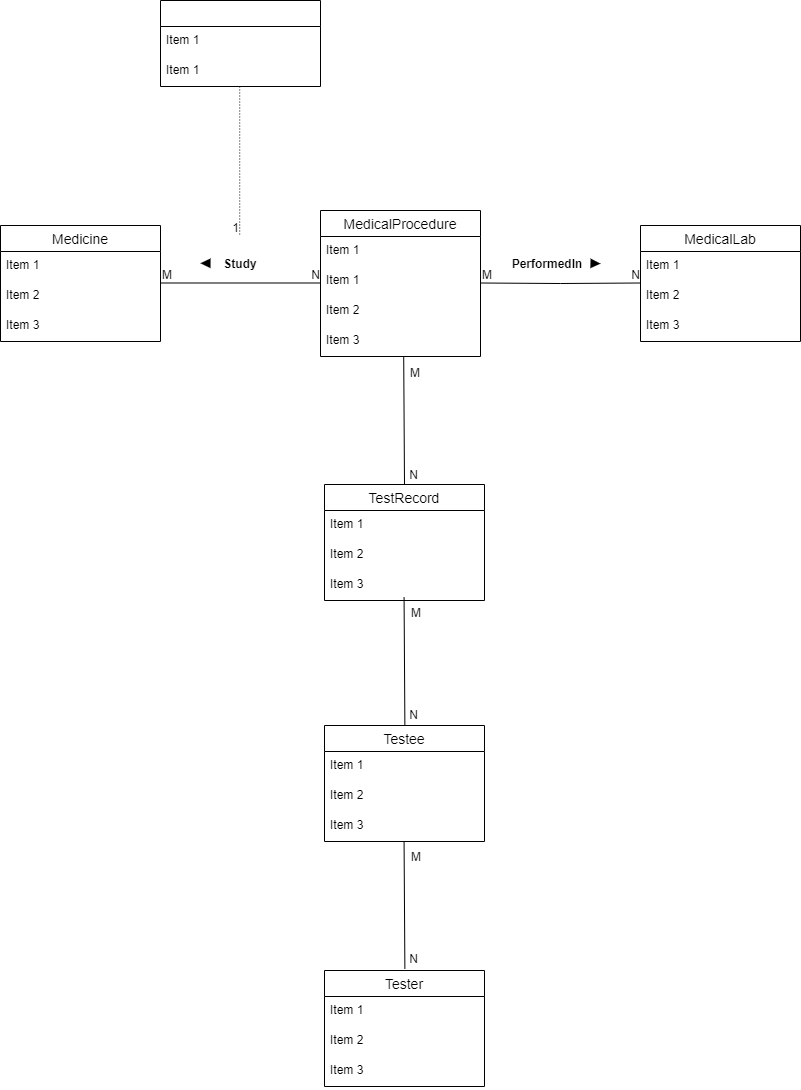 Item 1
Item 1
1
Medicine
Item 1
Item 2
Item 3
M
◄ Study
N
MedicalProcedure
Item 1
Item 1
Item 2
Item 3
M
PerformedIn ►
N
MedicalLab
Item 1
Item 2
Item 3
M
N
TestRecord
Item 1
Item 2
Item 3
M
N
Testee
Item 1
Item 2
Item 3
M
N
Tester
Item 1
Item 2
Item 3